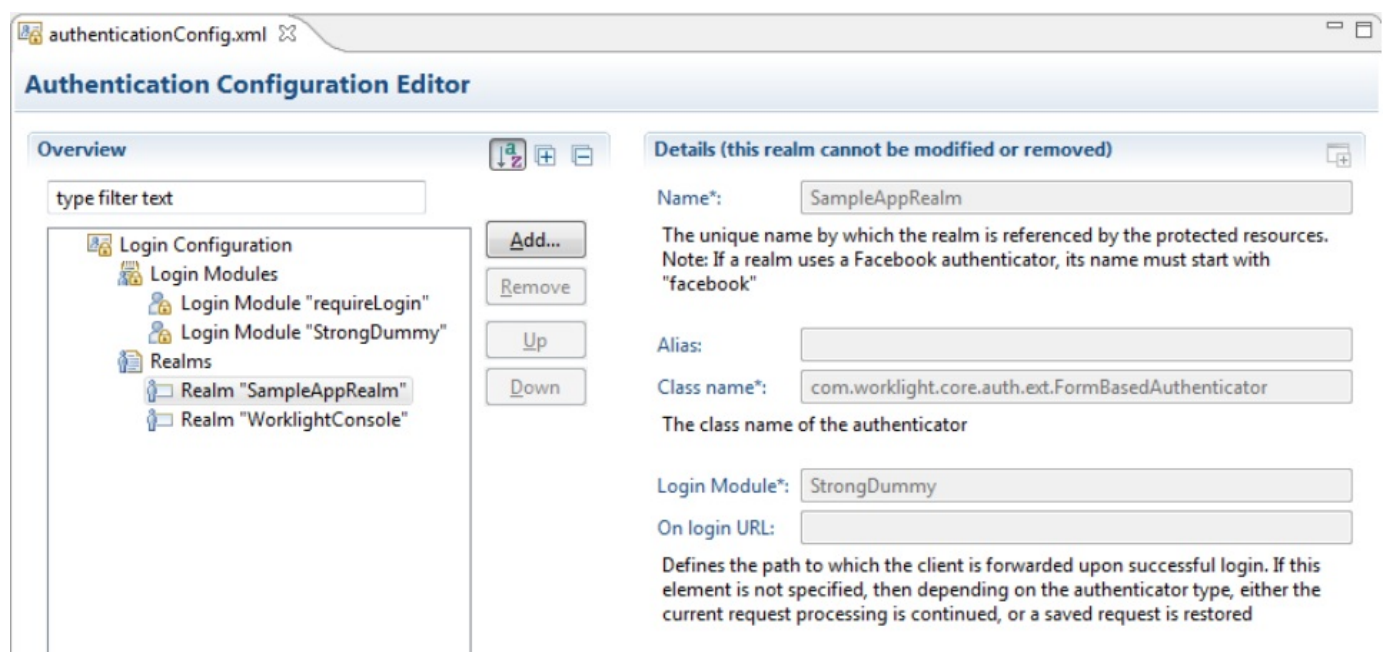 authenticationConfig.xml
Authentication Configuration Editor
Overview
type filter text
Login Configuration
Login Modules
Login Module "requireLogin"
Login Module "StrongDummy"
Realms
Realm "SampleAppRealm"
Realm "WorklightConsole"
Add...
Remove
Up
Down
Details (this realm cannot be modified or removed)
Name*: SampleAppRealm
The unique name by which the realm is referenced by the protected resources.
Note: If a realm uses a Facebook authenticator, its name must start with
"facebook"
Alias:
Class name*: com.worklight.core.auth.ext.FormBasedAuthenticator
The class name of the authenticator
Login Module*: StrongDummy
On login URL:
Defines the path to which the client is forwarded upon successful login. If this
element is not specified, then depending on the authenticator type, either the
current request processing is continued, or a saved request is restored